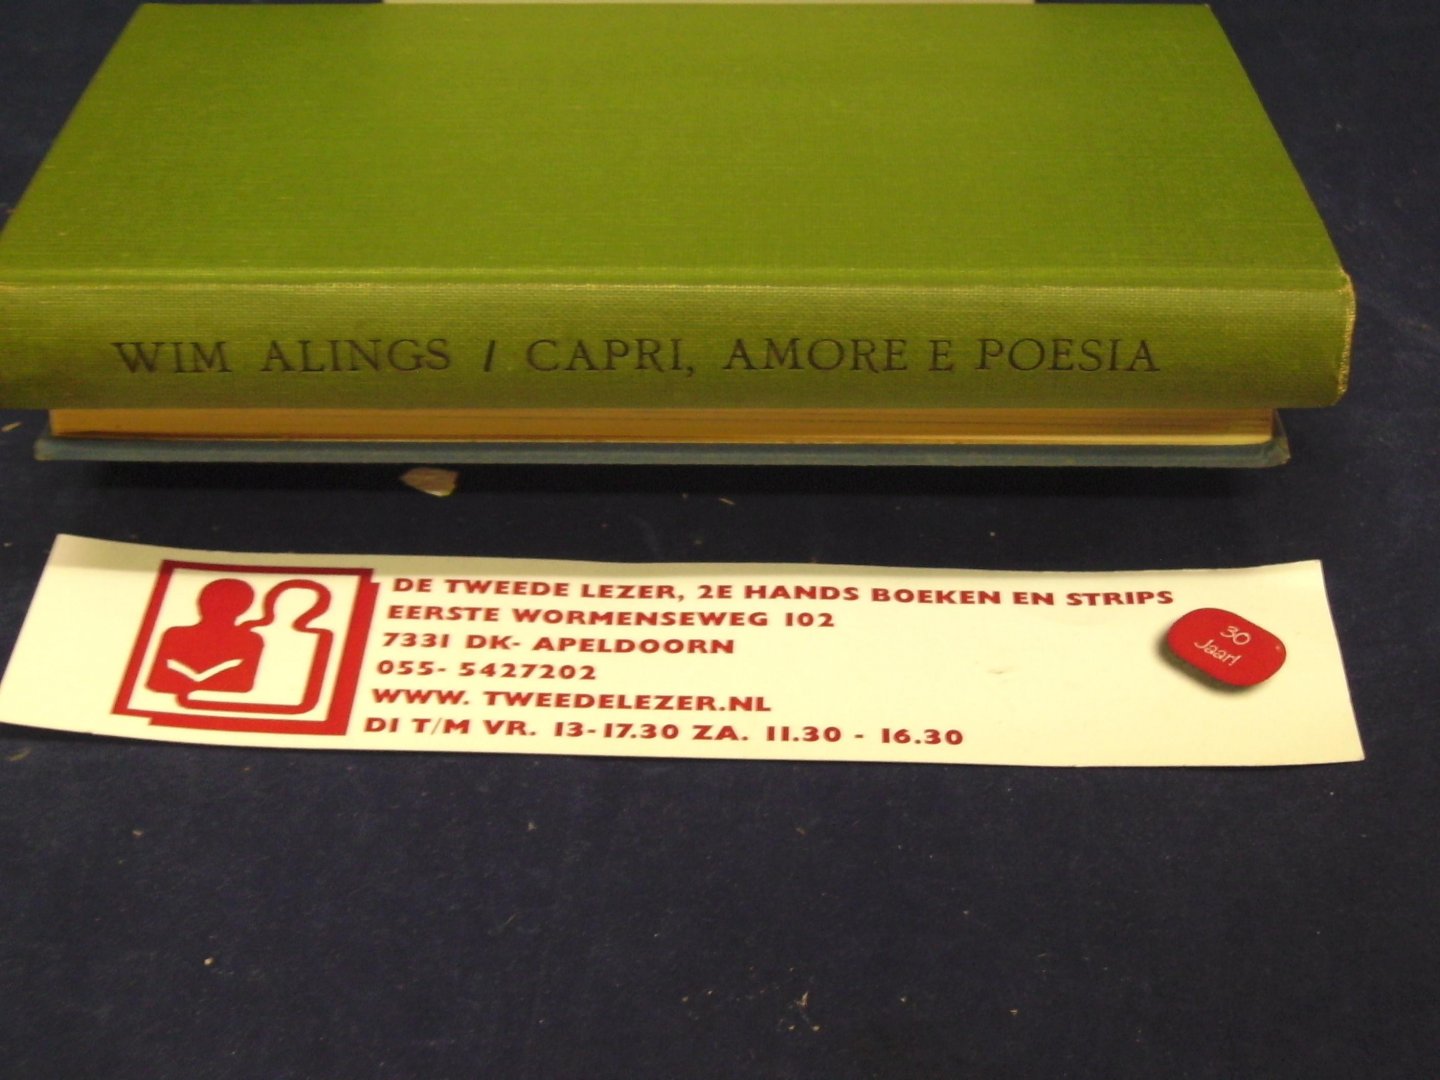 WIM ALINGS / CAPRI, AMORE E POESIA
DE TWEEDE LEZER, 2E HANDS BOEKEN EN STRIPS
EERSTE WORMENSEWEG 102
7331 DK- APELDOORN
055- 5427202
WWW. TWEEDELEZER.NL
DI T/M VR. 13-17.30 ZA. 11.30 - 16.30
30
Jaar!